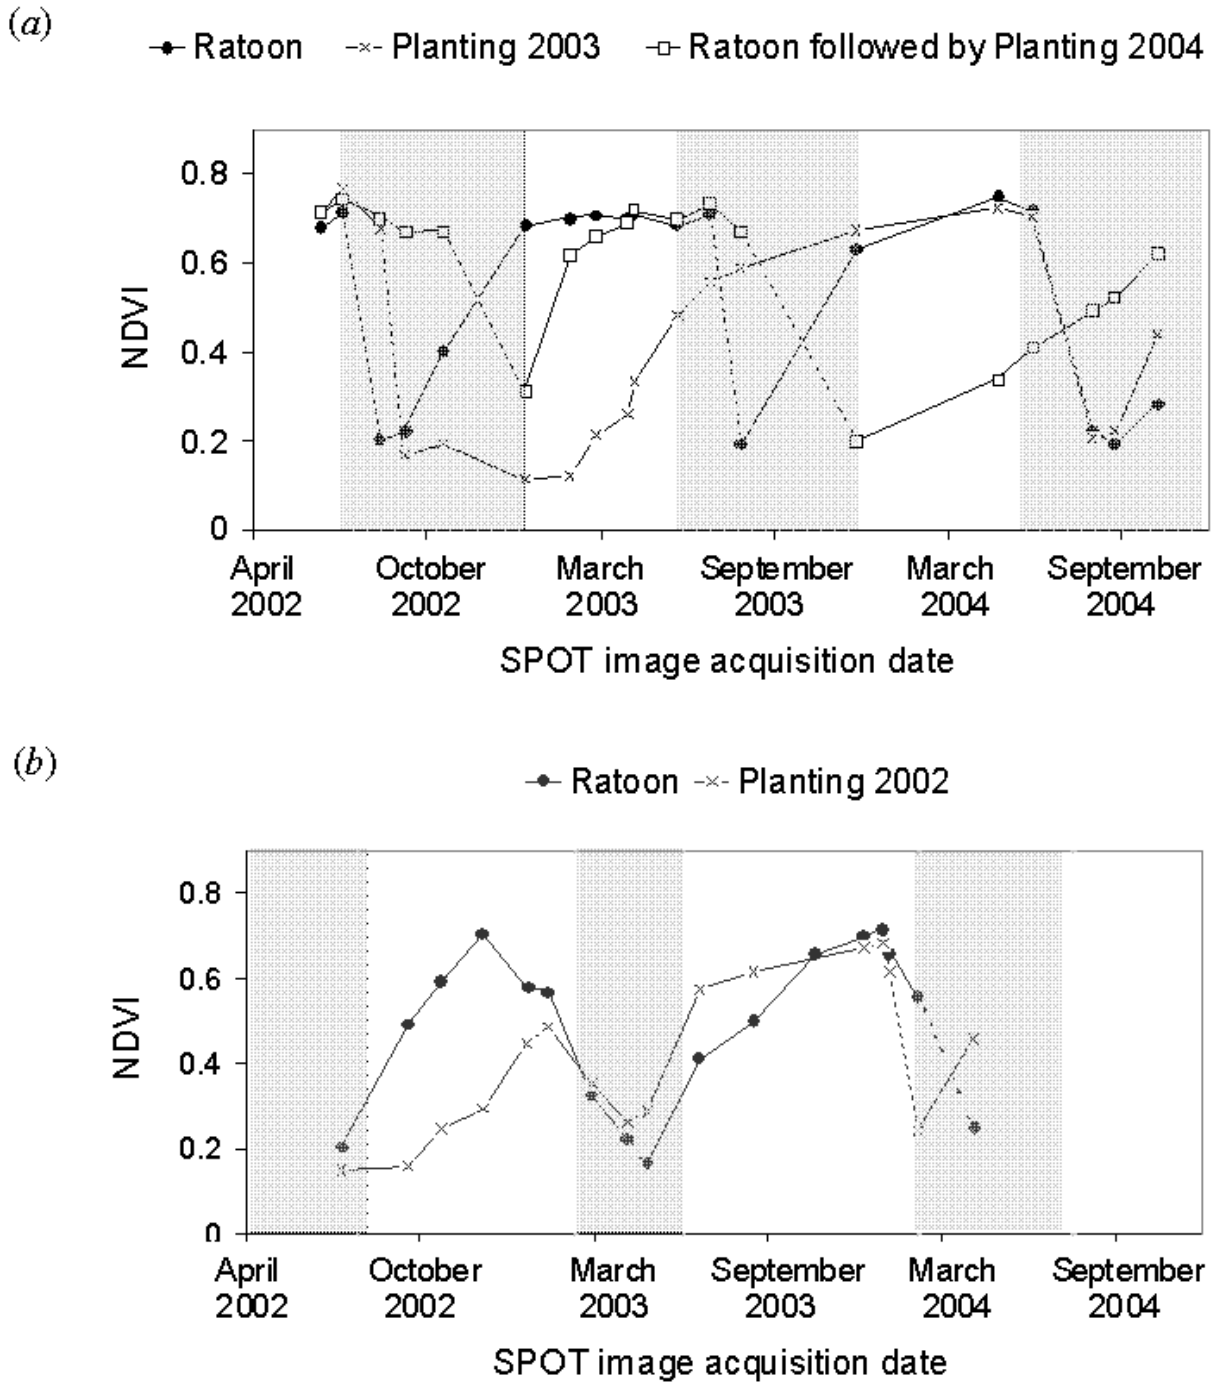 (a)
Ratoon Planting 2003 Ratoon followed by Planting 2004
0.8
0.6
0.4
0.2
0
NDVI
April 2002
October 2002
March 2003
September 2003
March 2004
September 2004
SPOT image acquisition date
(b)
Ratoon Planting 2002
0.8
0.6
0.4
0.2
0
NDVI
April 2002
October 2002
March 2003
September 2003
March 2004
September 2004
SPOT image acquisition date